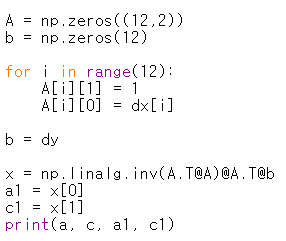 A = np.zeros((12,2))
b = np.zeros(12)
for i in range(12):
    A[i][1] = 1
    A[i][0] = dx[i]
b = dy
x = np.linalg.inv(A.T@A)@A.T@b
a1 = x[0]
c1 = x[1]
print(a, c, a1, c1)